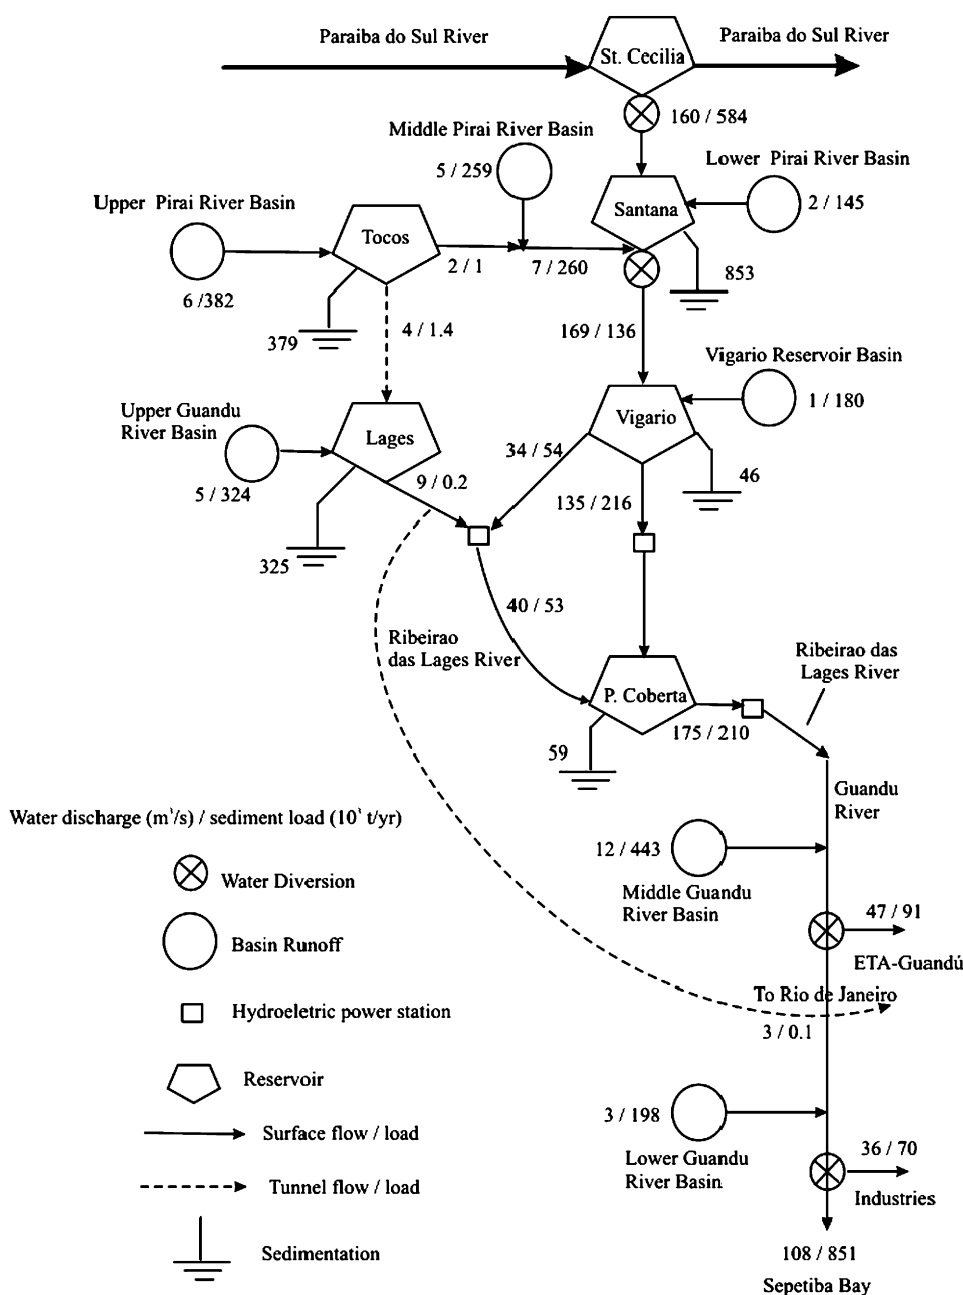 Paraiba do Sul River
Paraiba do Sul River
St. Cecilia
160 / 584
Middle Pirai River Basin
5 / 259
Lower Pirai River Basin
2 / 145
Upper Pirai River Basin
6 /382
Tocos
Santana
2 / 1
7 / 260
853
379
4 / 1.4
169 / 136
Vigario Reservoir Basin
1 / 180
Upper Guandu
River Basin
5 / 324
Lages
9 / 0.2
34 / 54
Vigario
135 / 216
46
325
40 / 53
Ribeirao
das Lages River
Ribeirao das
Lages River
P. Coberta
175 / 210
59
Guandu
River
Water discharge (m³/s) / sediment load (10³ t/yr)
12 / 443
Middle Guandu
River Basin
47 / 91
ETA-Guandú
To Rio de Janeiro
3 / 0.1
3 / 198
Lower Guandu
River Basin
36 / 70
Industries
108 / 851
Sepetiba Bay
Water Diversion
Basin Runoff
Hydroeletric power station
Reservoir
Surface flow / load
Tunnel flow / load
Sedimentation